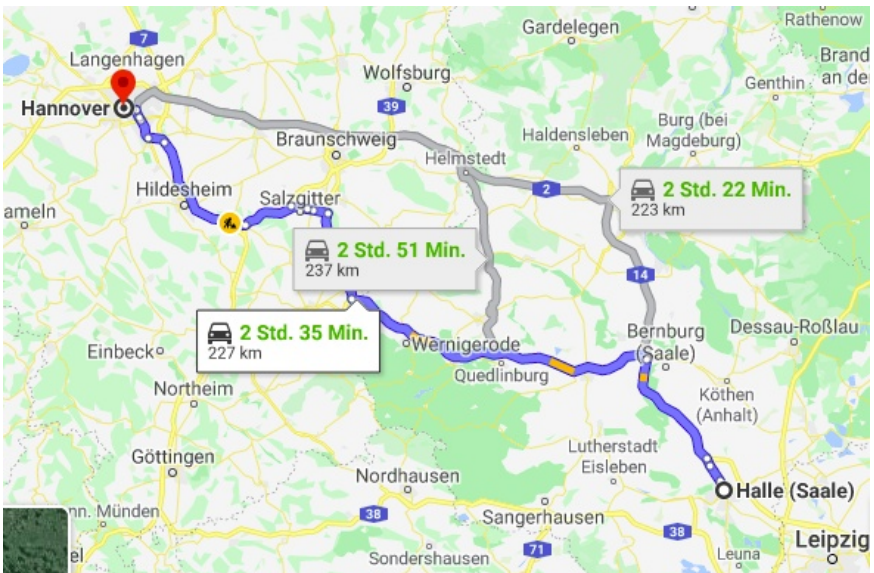 7
Gardelegen
Rathenow
Langenhagen
Wolfsburg
Brand
an der
Genthin
Hannover
39
Burg (bei
Magdeburg)
Haldensleben
Braunschweig
Helmstedt
Hildesheim
Salzgitter
2
2 Std. 22 Min.
223 km
ameln
2 Std. 51 Min.
237 km
14
2 Std. 35 Min.
227 km
Wernigerode
Bernburg
(Saale)
Dessau-Roßlau
Einbeck
Quedlinburg
Northeim
Köthen
(Anhalt)
Göttingen
Lutherstadt
Eisleben
Nordhausen
Halle (Saale)
nn. Münden
38
Sangerhausen
38
Leipzig
el
71
Sondershausen
Leuna